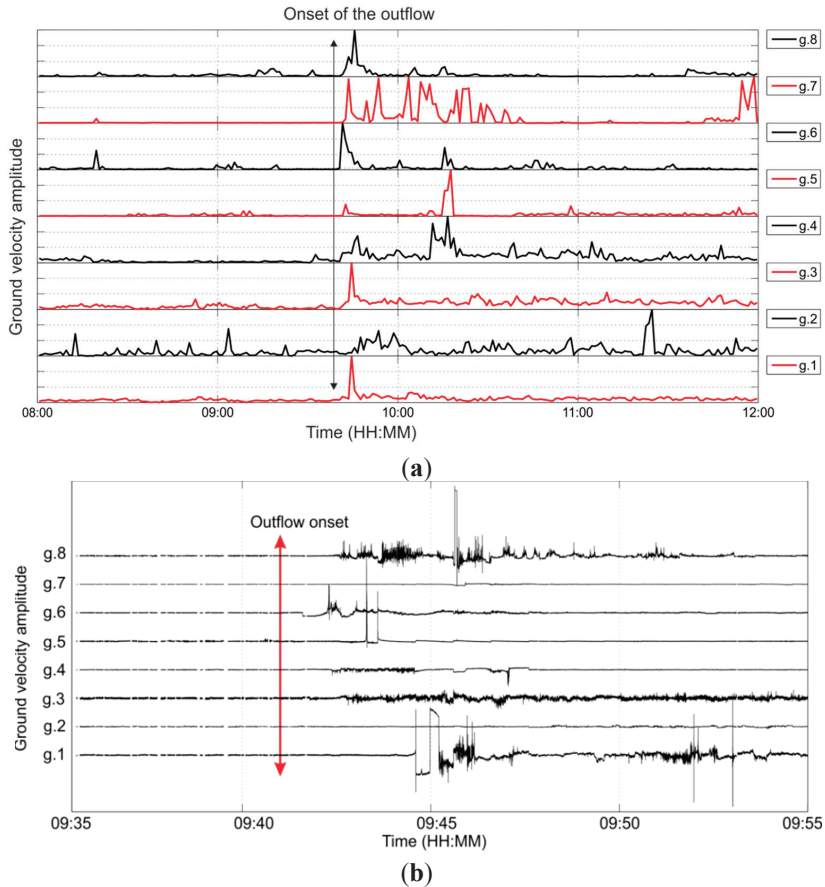 Onset of the outflow
Ground velocity amplitude
g.8
g.7
g.6
g.5
g.4
g.3
g.2
g.1
08:00 09:00 10:00 11:00 12:00
Time (HH:MM)
(a)
Outflow onset
Ground velocity amplitude
g.8
g.7
g.6
g.5
g.4
g.3
g.2
g.1
09:35 09:40 09:45 09:50 09:55
Time (HH:MM)
(b)